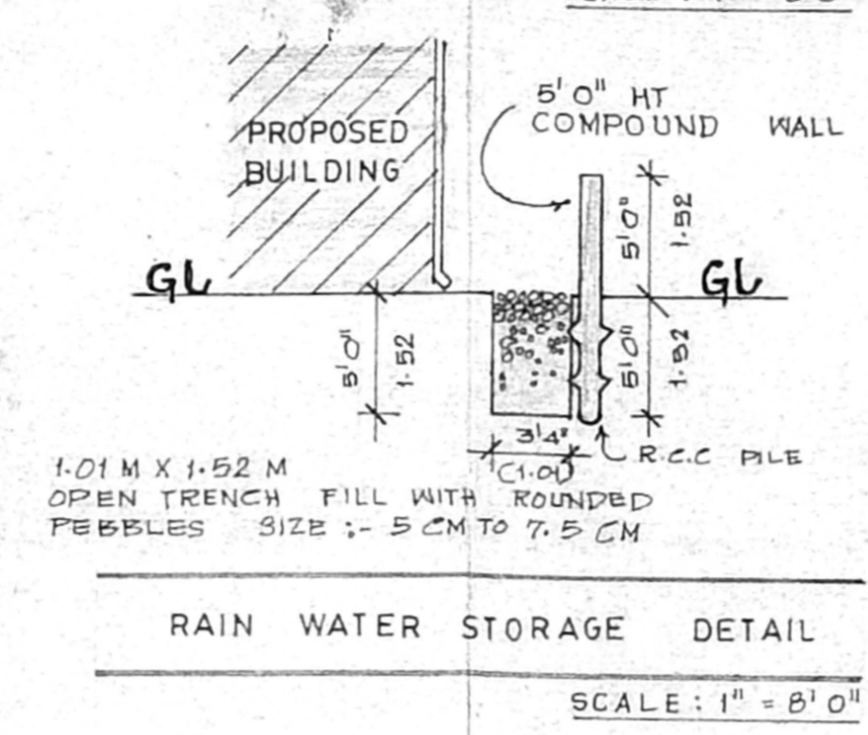 5'0" HT
COMPOUND WALL
PROPOSED
BUILDING
5'0"
1.52
GL
GL
5'0"
1.52
5'0"
1.52
3'4"
(1.01)
R.C.C PILE
1.01 M X 1.52 M
OPEN TRENCH FILL WITH ROUNDED
PEBBLES SIZE :- 5 CM TO 7.5 CM
RAIN WATER STORAGE DETAIL
SCALE : 1" = 8' 0"